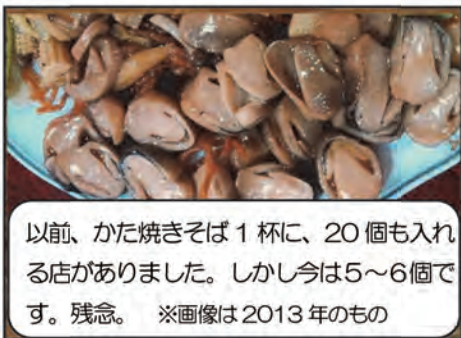 以前、かた焼きそば1杯に、20個も入れ
る店がありました。しかし今は5～6個で
す。残念。　※画像は2013年のもの